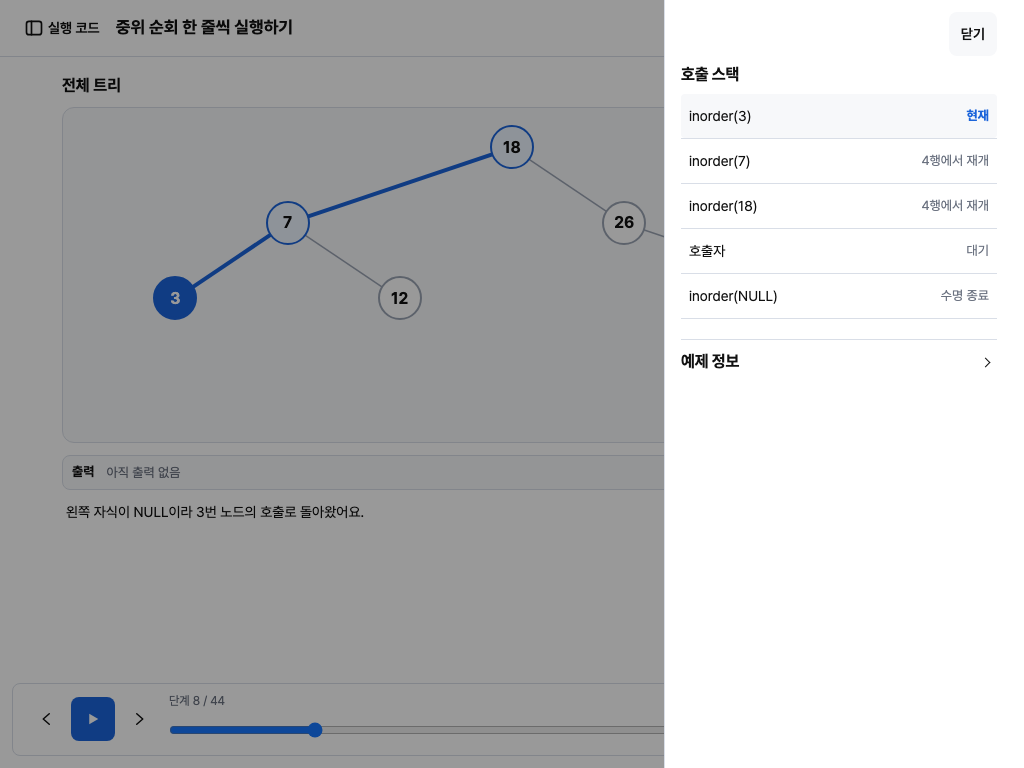 실행 코드 중위 순회 한 줄씩 실행하기
전체 트리
18
7
26
3
12
출력 아직 출력 없음
왼쪽 자식이 NULL이라 3번 노드의 호출로 돌아왔어요.
단계 8 / 44
닫기
호출 스택
inorder(3) 현재
inorder(7) 4행에서 재개
inorder(18) 4행에서 재개
호출자 대기
inorder(NULL) 수명 종료
예제 정보